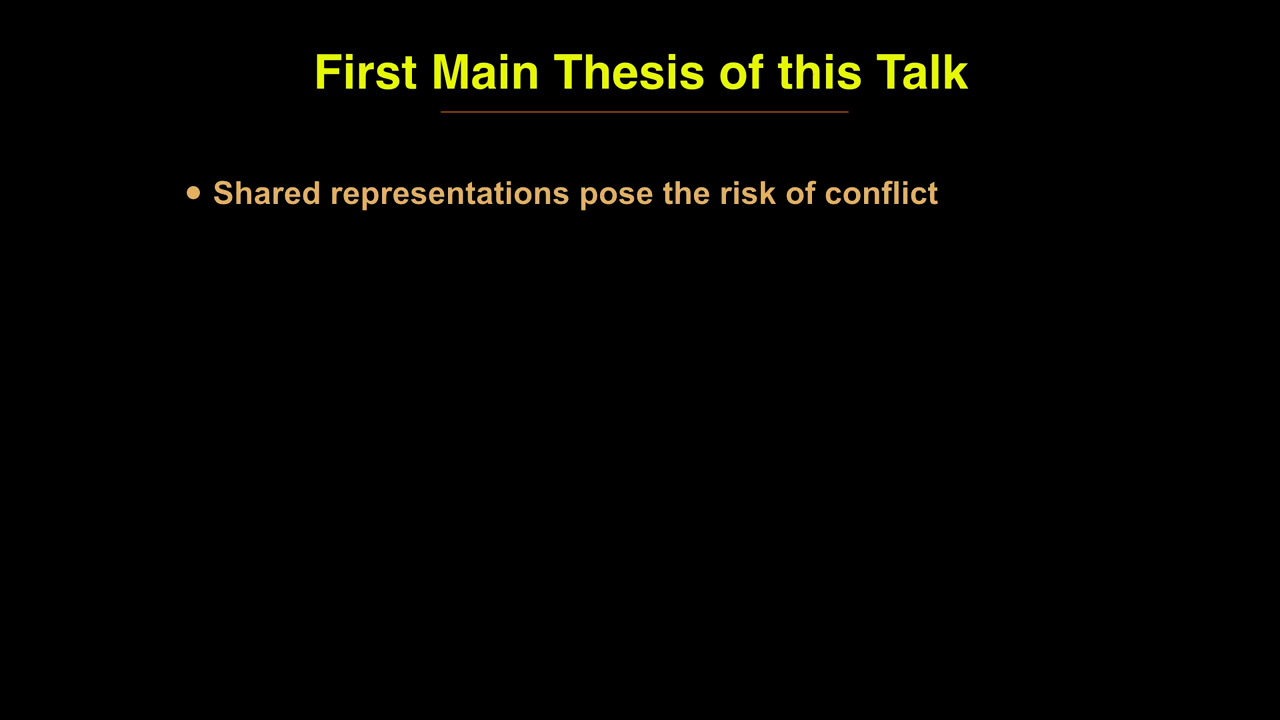 First Main Thesis of this Talk
• Shared representations pose the risk of conflict